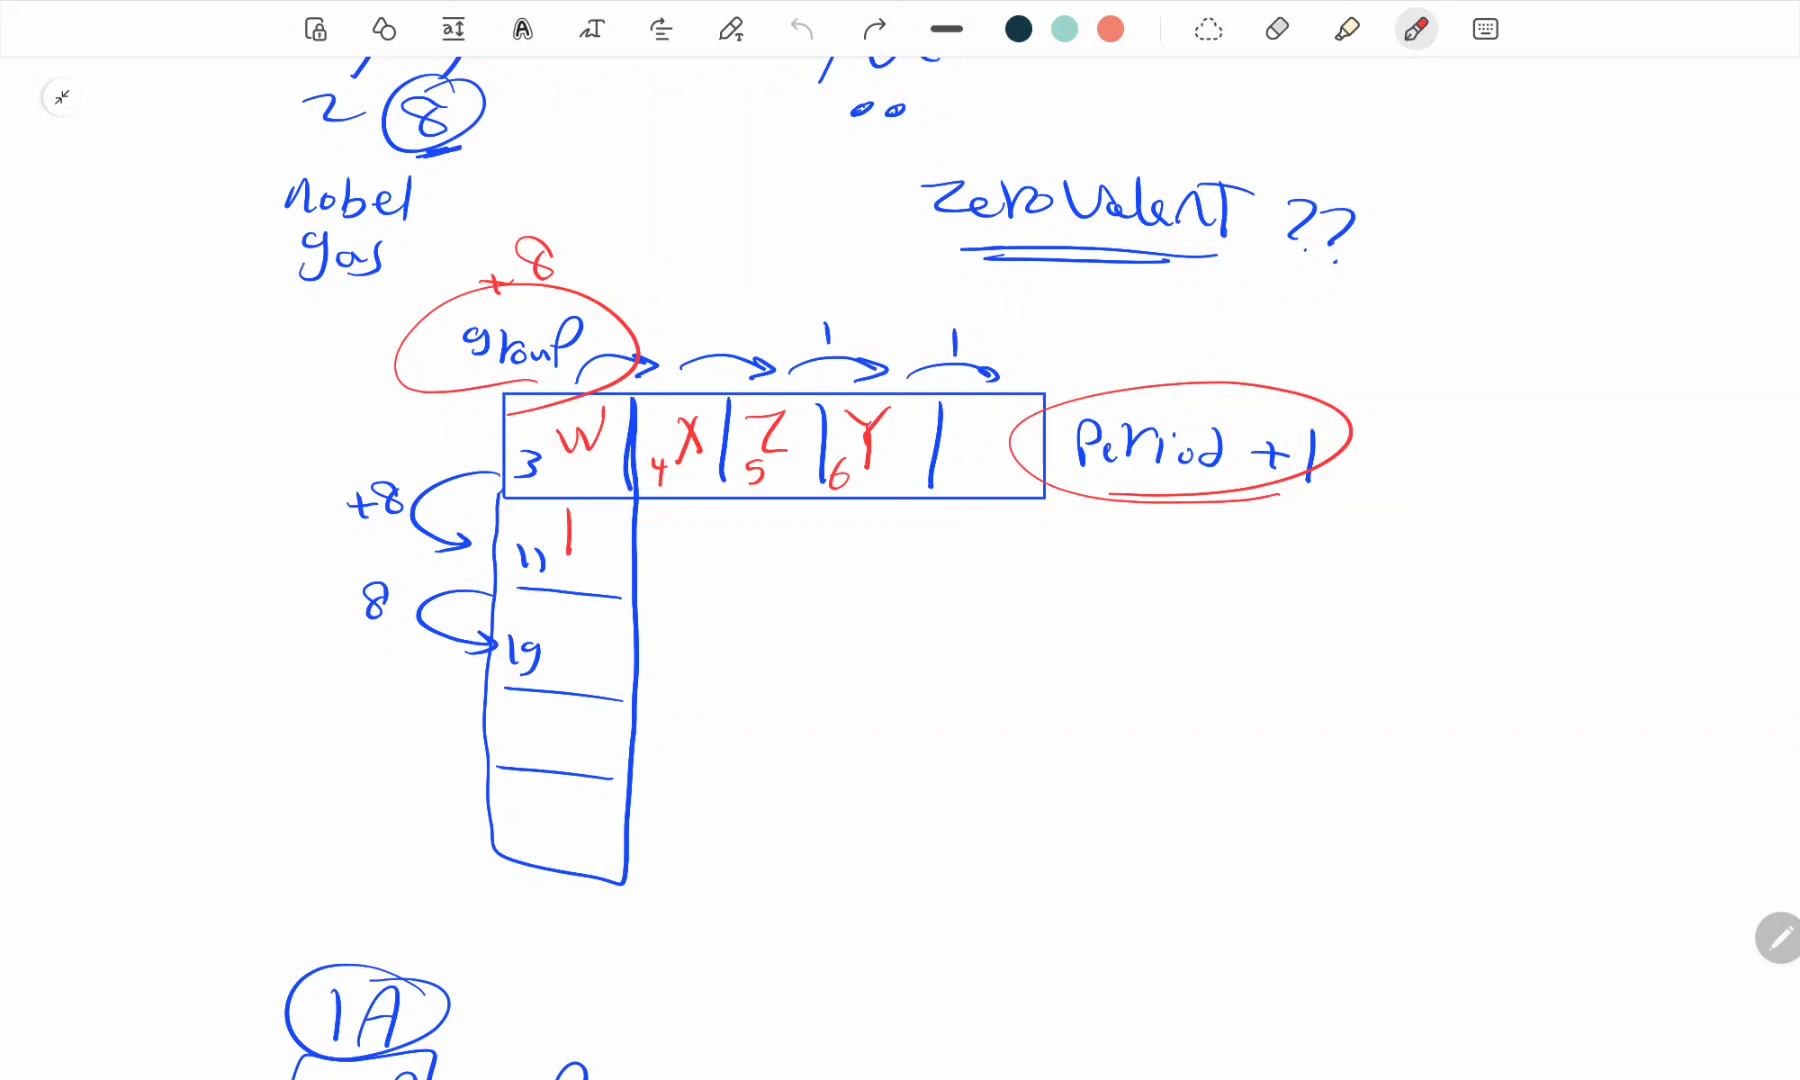 2 8
nobel
gas
Zerovalent ??
+8
group
1 1
3 W 4 X 5 Z 6 Y
Period +1
+8
11 1
8
19
1A